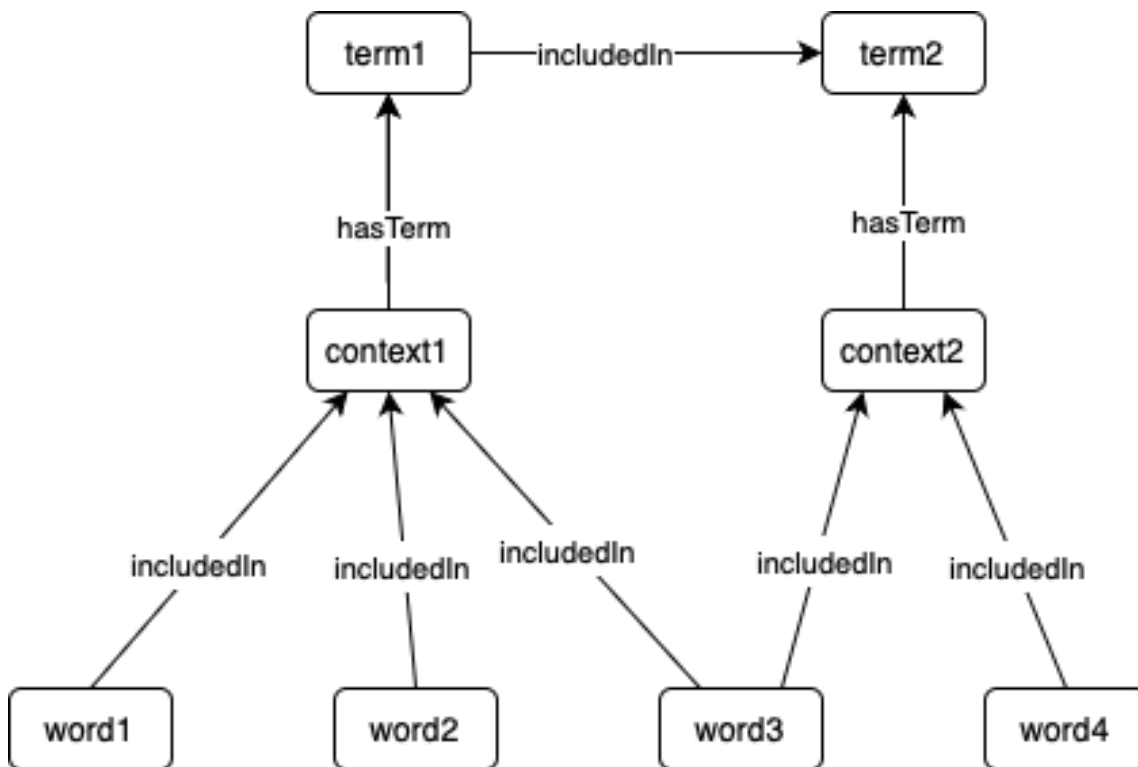 term1
includedIn
term2
hasTerm
hasTerm
context1
context2
includedIn
includedIn
includedIn
includedIn
includedIn
word1
word2
word3
word4